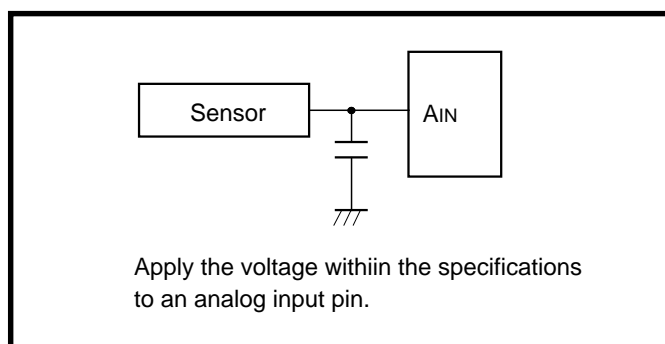 Sensor
AIN
Apply the voltage withiin the specifications
to an analog input pin.